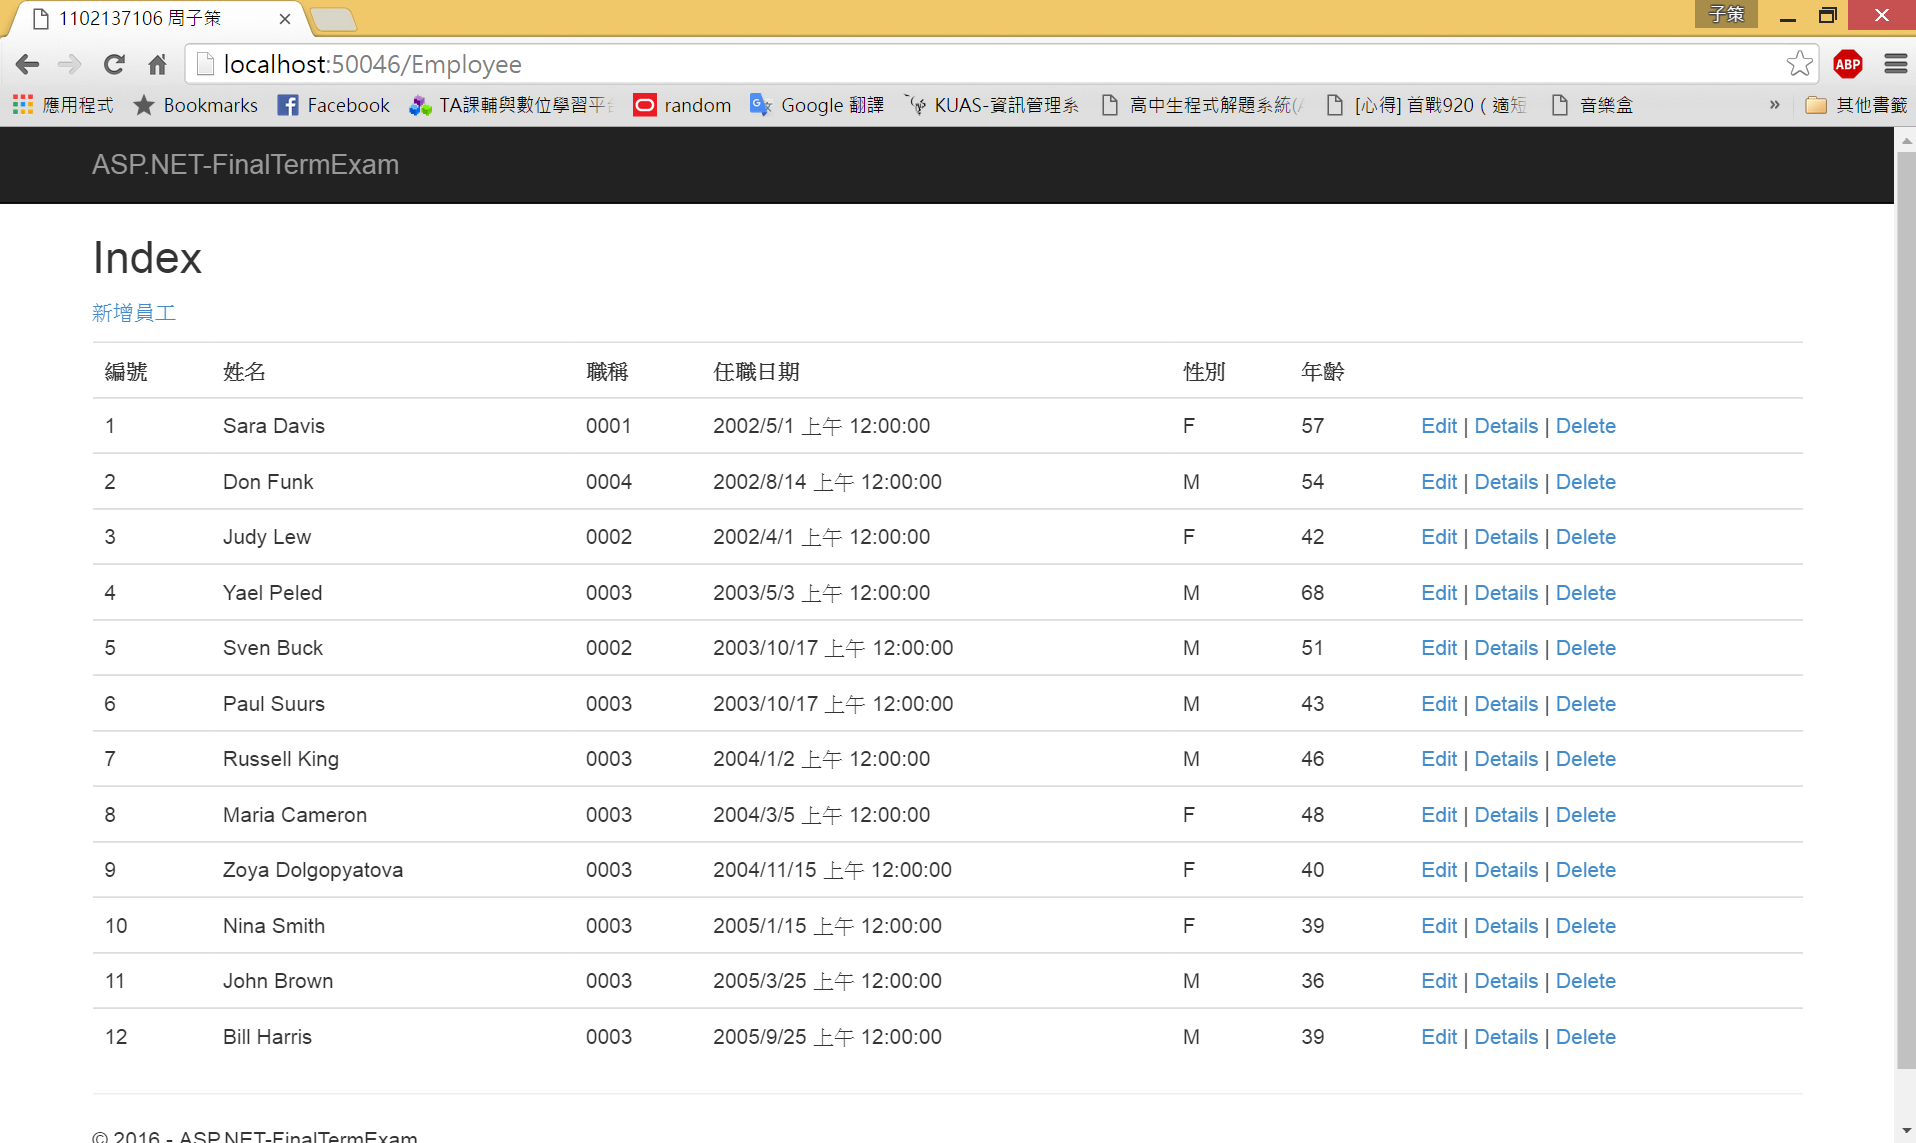 1102137106 周子策
子策
localhost:50046/Employee
ABP
應用程式 Bookmarks Facebook TA課輔與數位學習平 random Google 翻譯 KUAS-資訊管理系 高中生程式解題系統(A [心得] 首戰920 ( 適短 音樂盒 » 其他書籤
ASP.NET-FinalTermExam
Index
新增員工
編號 姓名 職稱 任職日期 性別 年齡
1 Sara Davis 0001 2002/5/1 上午 12:00:00 F 57 Edit | Details | Delete
2 Don Funk 0004 2002/8/14 上午 12:00:00 M 54 Edit | Details | Delete
3 Judy Lew 0002 2002/4/1 上午 12:00:00 F 42 Edit | Details | Delete
4 Yael Peled 0003 2003/5/3 上午 12:00:00 M 68 Edit | Details | Delete
5 Sven Buck 0002 2003/10/17 上午 12:00:00 M 51 Edit | Details | Delete
6 Paul Suurs 0003 2003/10/17 上午 12:00:00 M 43 Edit | Details | Delete
7 Russell King 0003 2004/1/2 上午 12:00:00 M 46 Edit | Details | Delete
8 Maria Cameron 0003 2004/3/5 上午 12:00:00 F 48 Edit | Details | Delete
9 Zoya Dolgopyatova 0003 2004/11/15 上午 12:00:00 F 40 Edit | Details | Delete
10 Nina Smith 0003 2005/1/15 上午 12:00:00 F 39 Edit | Details | Delete
11 John Brown 0003 2005/3/25 上午 12:00:00 M 36 Edit | Details | Delete
12 Bill Harris 0003 2005/9/25 上午 12:00:00 M 39 Edit | Details | Delete
© 2016 - ASP.NET-FinalTermExam